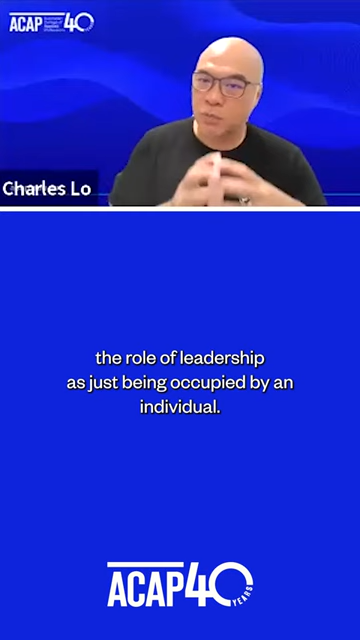 ACAP 40
Charles Lo
the role of leadership
as just being occupied by an
individual.
ACAP 40 YEARS